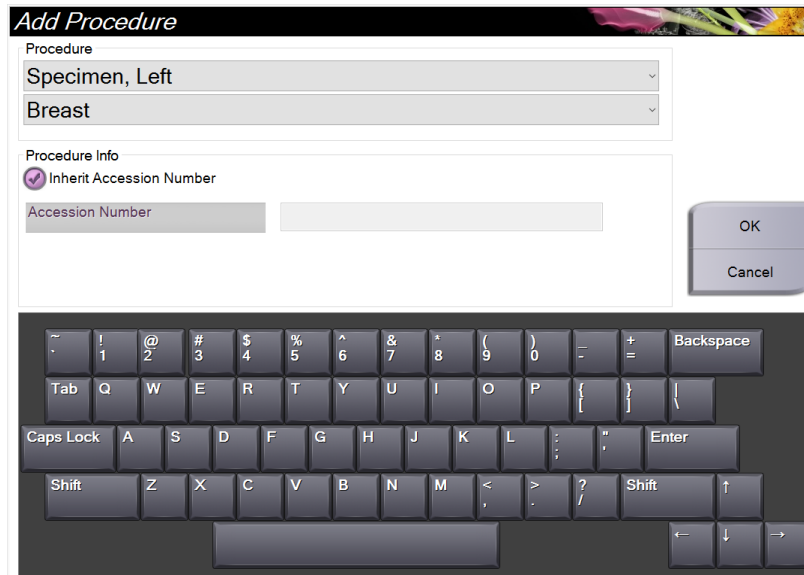 Add Procedure
Procedure
Specimen, Left
Breast
Procedure Info
Inherit Accession Number
Accession Number
OK
Cancel
~ ! @ # $ % ^ & * ( ) _ + Backspace
` 1 2 3 4 5 6 7 8 9 0 - =
Tab Q W E R T Y U I O P { } |
[ ] \
Caps Lock A S D F G H J K L : " Enter
; '
Shift Z X C V B N M < > ? Shift ↑
, . /
← ↓ →